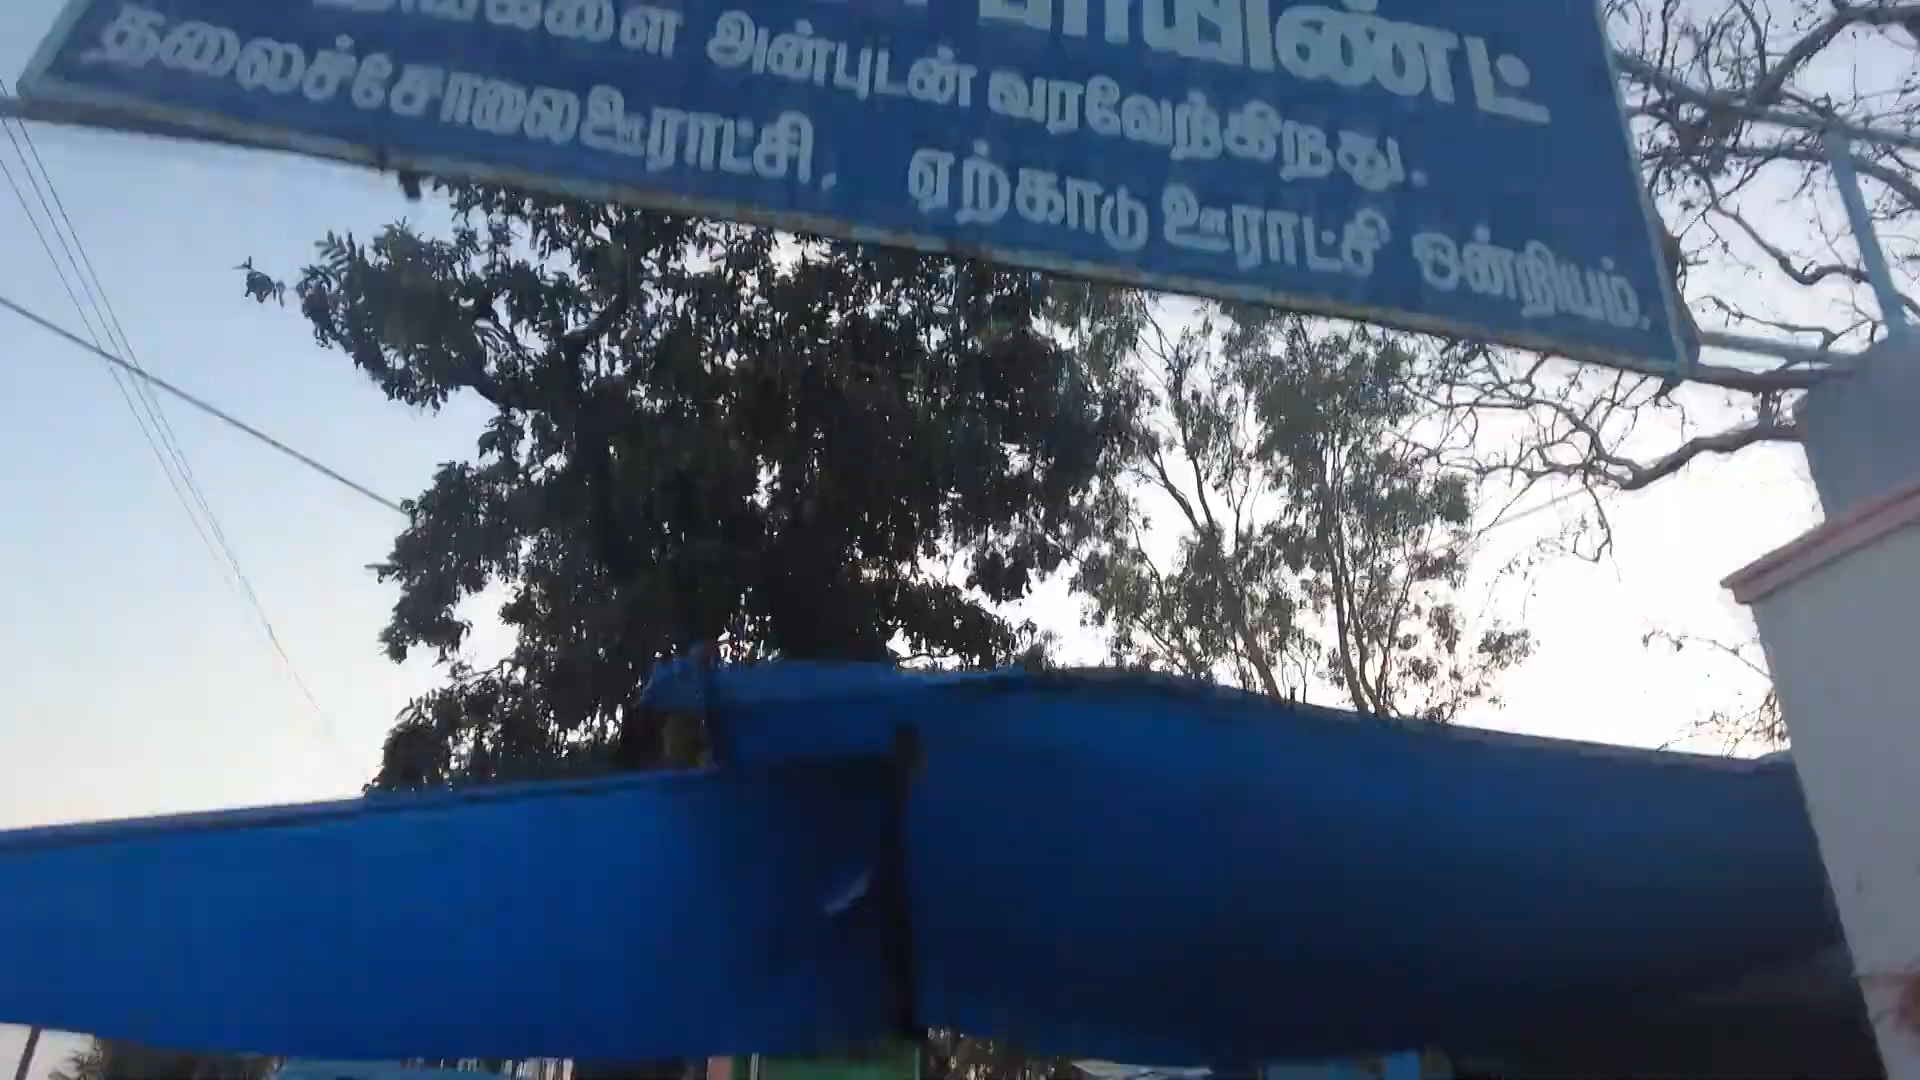 பாயிண்ட்
அன்புடன் வரவேற்கிறது.
தலைச்சோலைஊராட்சி, ஏற்காடு ஊராட்சி ஒன்றியம்.